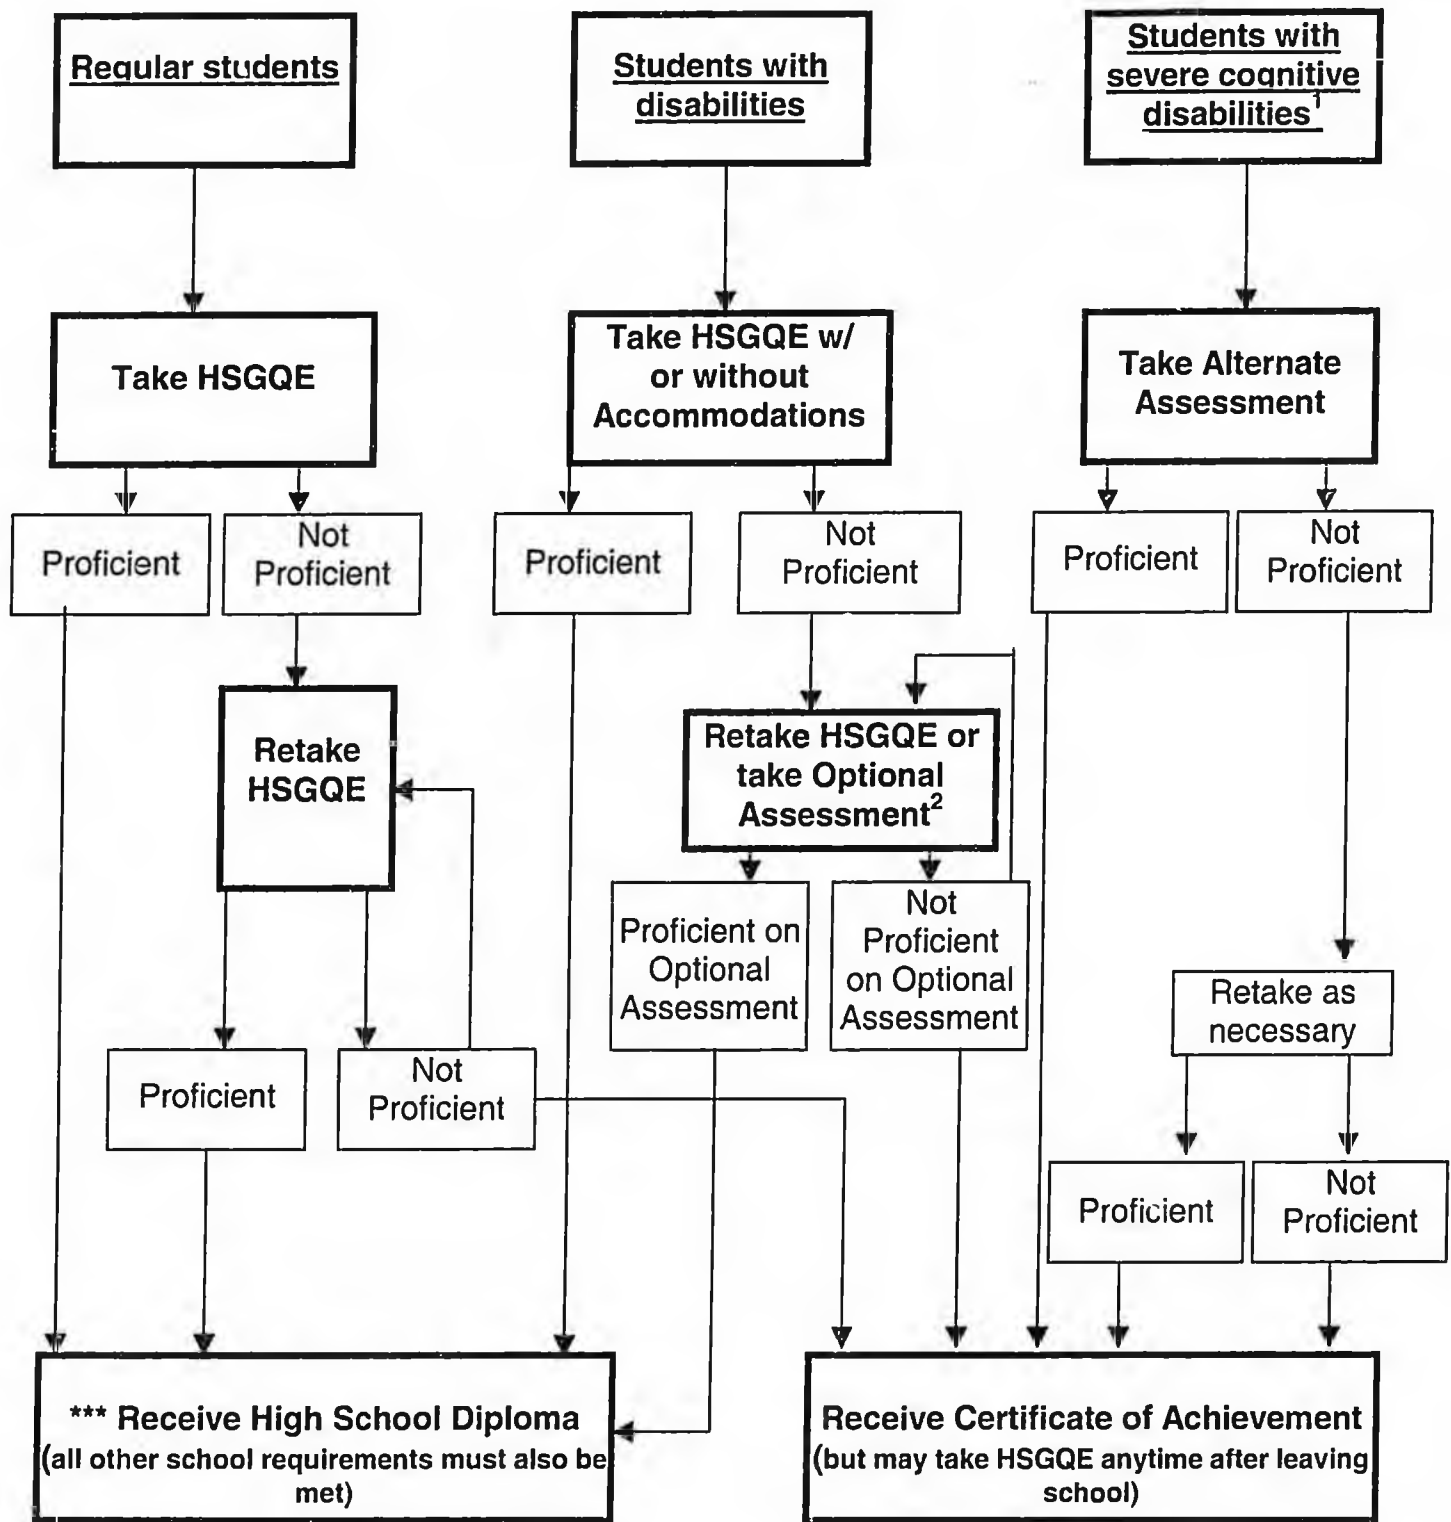 Regular students
Students with
disabilities
Students with
severe cognitive
disabilities1
Take HSGQE
Take HSGQE w/
or without
Accommodations
Take Alternate
Assessment
Proficient
Not
Proficient
Proficient
Not
Proficient
Proficient
Not
Proficient
Retake
HSGQE
Retake HSGQE or
take Optional
Assessment2
Proficient on
Optional
Assessment
Not
Proficient
on Optional
Assessment
Retake as
necessary
Proficient
Not
Proficient
Proficient
Not
Proficient
*** Receive High School Diploma
(all other school requirements must also be
met)
Receive Certificate of Achievement
(but may take HSGQE anytime after leaving
school)